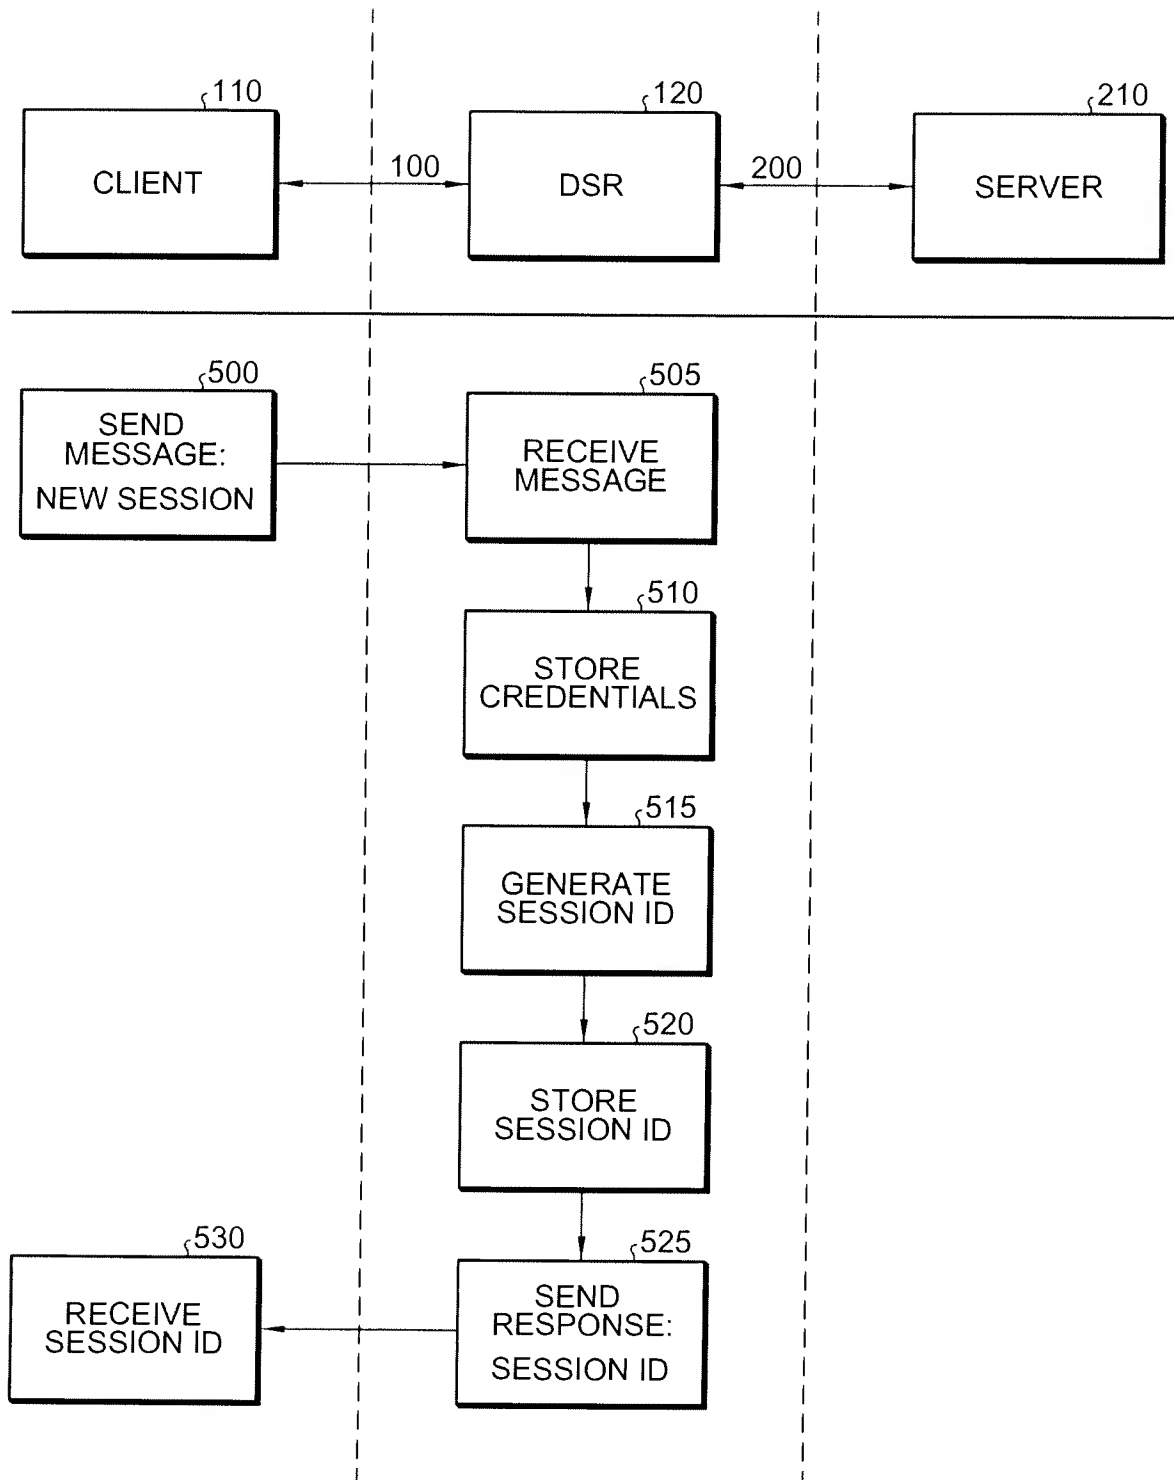 110
120
210
CLIENT
100
DSR
200
SERVER
500
505
SEND
MESSAGE:
NEW SESSION
RECEIVE
MESSAGE
510
STORE
CREDENTIALS
515
GENERATE
SESSION ID
520
STORE
SESSION ID
530
525
RECEIVE
SESSION ID
SEND
RESPONSE:
SESSION ID